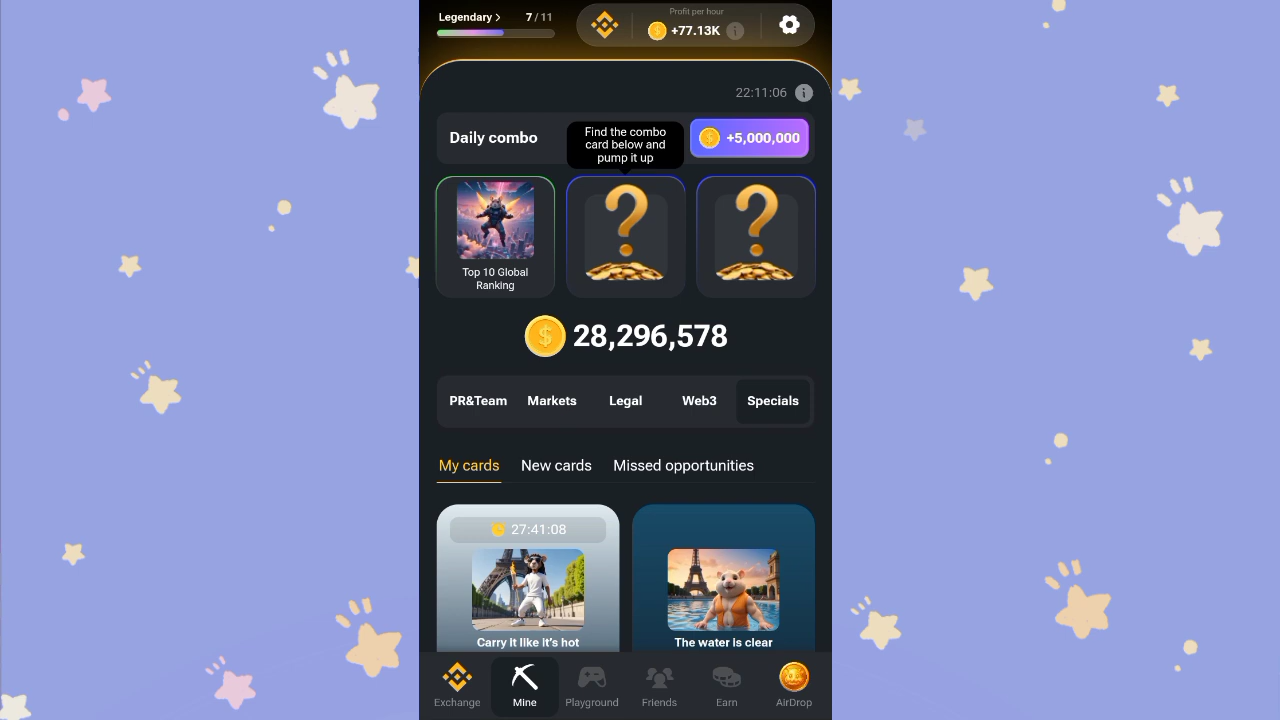 Legendary >
7 / 11
Profit per hour
+77.13K
22:11:06
Daily combo
Find the combo
card below and
pump it up
+5,000,000
Top 10 Global
Ranking
28,296,578
PR&Team
Markets
Legal
Web3
Specials
My cards
New cards
Missed opportunities
27:41:08
Carry it like it's hot
The water is clear
Exchange
Mine
Playground
Friends
Earn
AirDrop